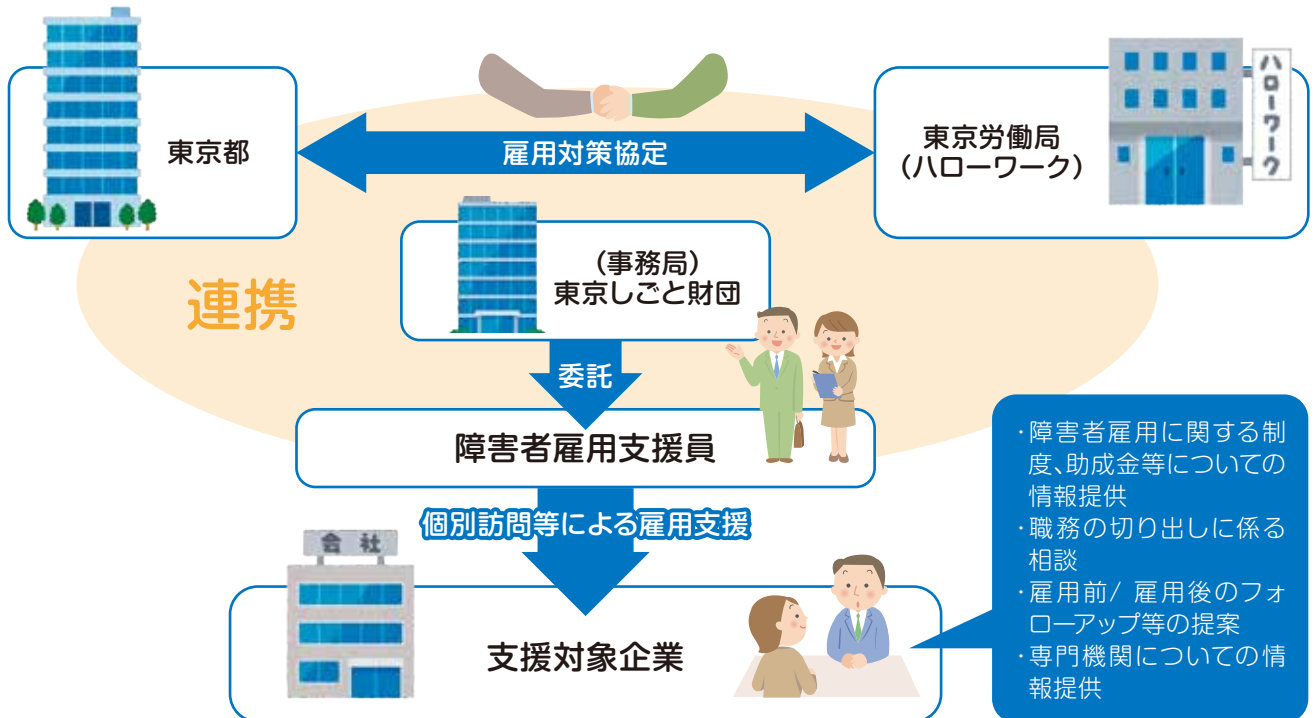 東京都
雇用対策協定
東京労働局
(ハローワーク)
ハローワーク
(事務局)
東京しごと財団
連携
委託
障害者雇用支援員
個別訪問等による雇用支援
会社
支援対象企業
・障害者雇用に関する制
度、助成金等についての
情報提供
・職務の切り出しに係る
相談
・雇用前/ 雇用後のフォ
ローアップ等の提案
・専門機関についての情
報提供